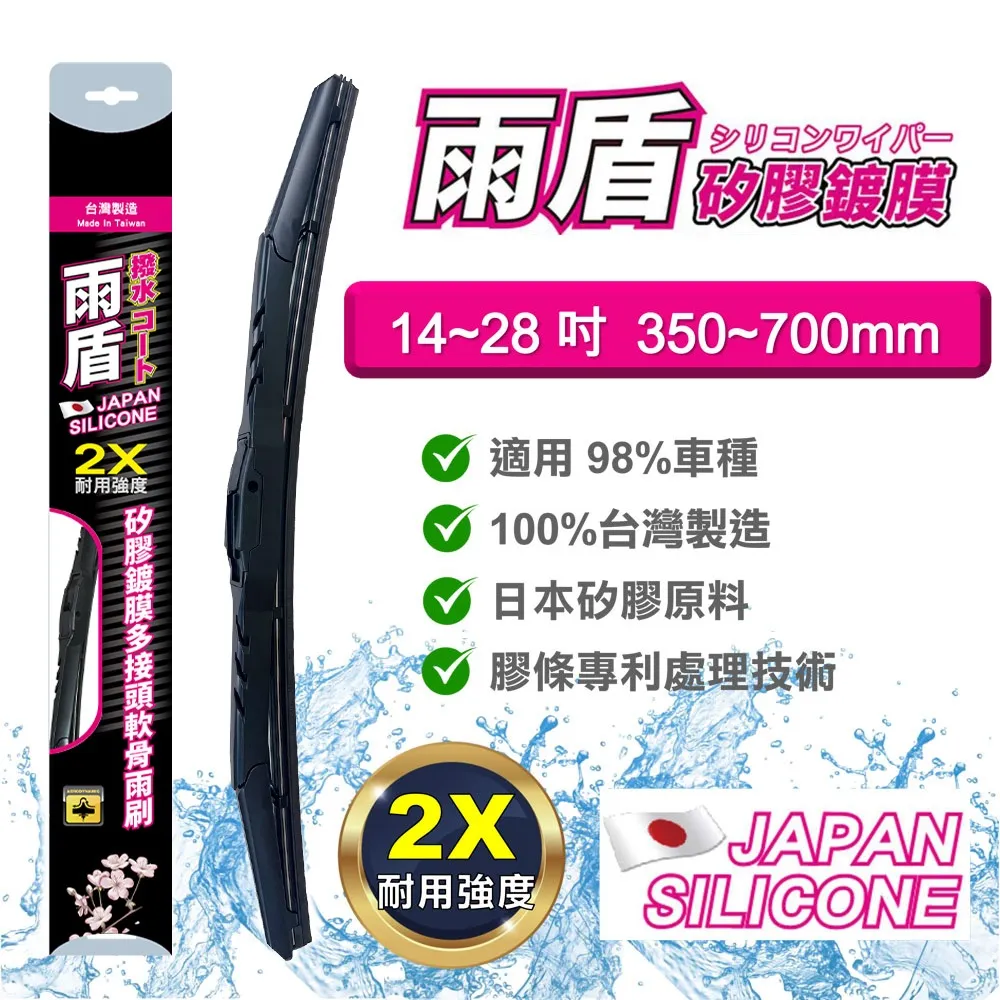 台灣製造
Made In Taiwan
撥水コート
雨盾
JAPAN
SILICONE
2X
耐用強度
矽膠鍍膜多接頭軟骨雨刷
AERODYNAMIC
雨盾
シリコンワイパー
矽膠鍍膜
14~28 吋 350~700mm
適用 98%車種
100%台灣製造
日本矽膠原料
膠條專利處理技術
2X
耐用強度
JAPAN
SILICONE